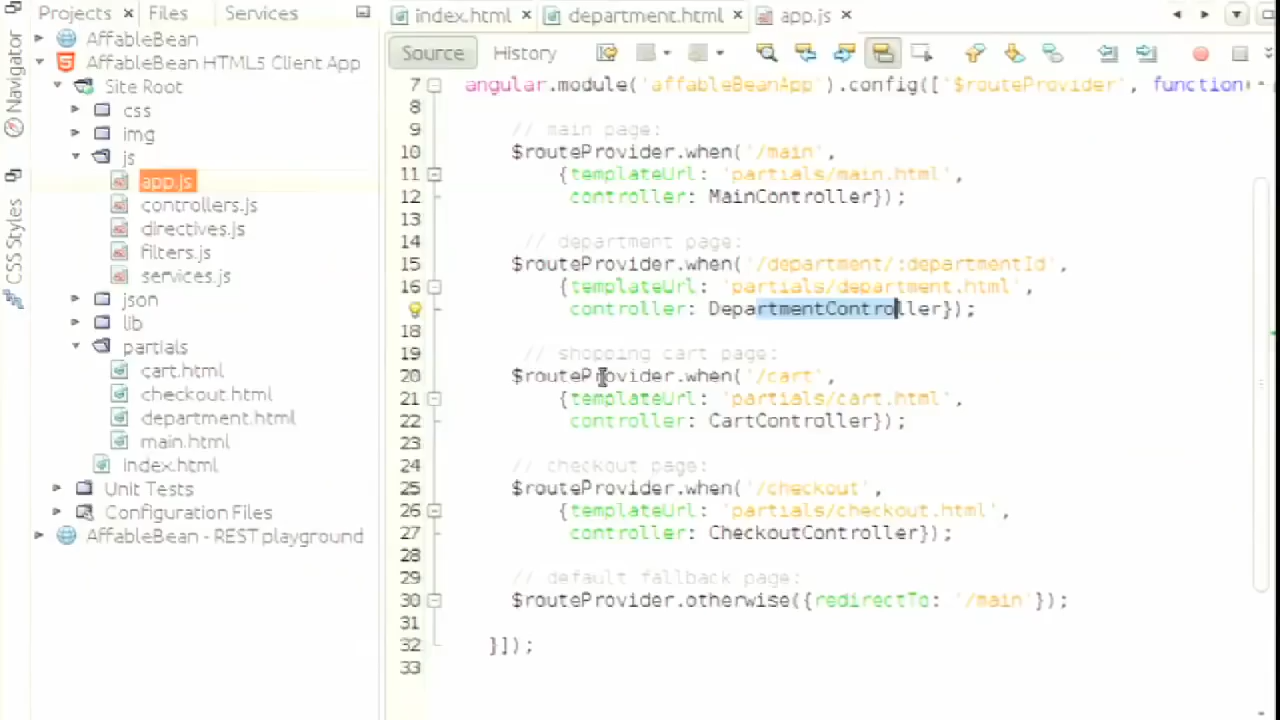 Projects × Files Services
Navigator
CSS Styles
AffableBean
AffableBean HTML5 Client App
Site Root
css
img
js
app.js
controllers.js
directives.js
filters.js
services.js
json
lib
partials
cart.html
checkout.html
department.html
main.html
index.html
Unit Tests
Configuration Files
AffableBean - REST playground
index.html × department.html × app.js ×
Source History
7 angular.module('affableBeanApp').config(['$routeProvider', function
8
9 // main page:
10 $routeProvider.when('/main',
11 {templateUrl: 'partials/main.html',
12 controller: MainController});
13
14 // department page:
15 $routeProvider.when('/department/:departmentId',
16 {templateUrl: 'partials/department.html',
controller: DepartmentController});
18
19 // shopping cart page:
20 $routeProvider.when('/cart',
21 {templateUrl: 'partials/cart.html',
22 controller: CartController});
23
24 // checkout page:
25 $routeProvider.when('/checkout',
26 {templateUrl: 'partials/checkout.html',
27 controller: CheckoutController});
28
29 // default fallback page:
30 $routeProvider.otherwise({redirectTo: '/main'});
31
32 }]);
33